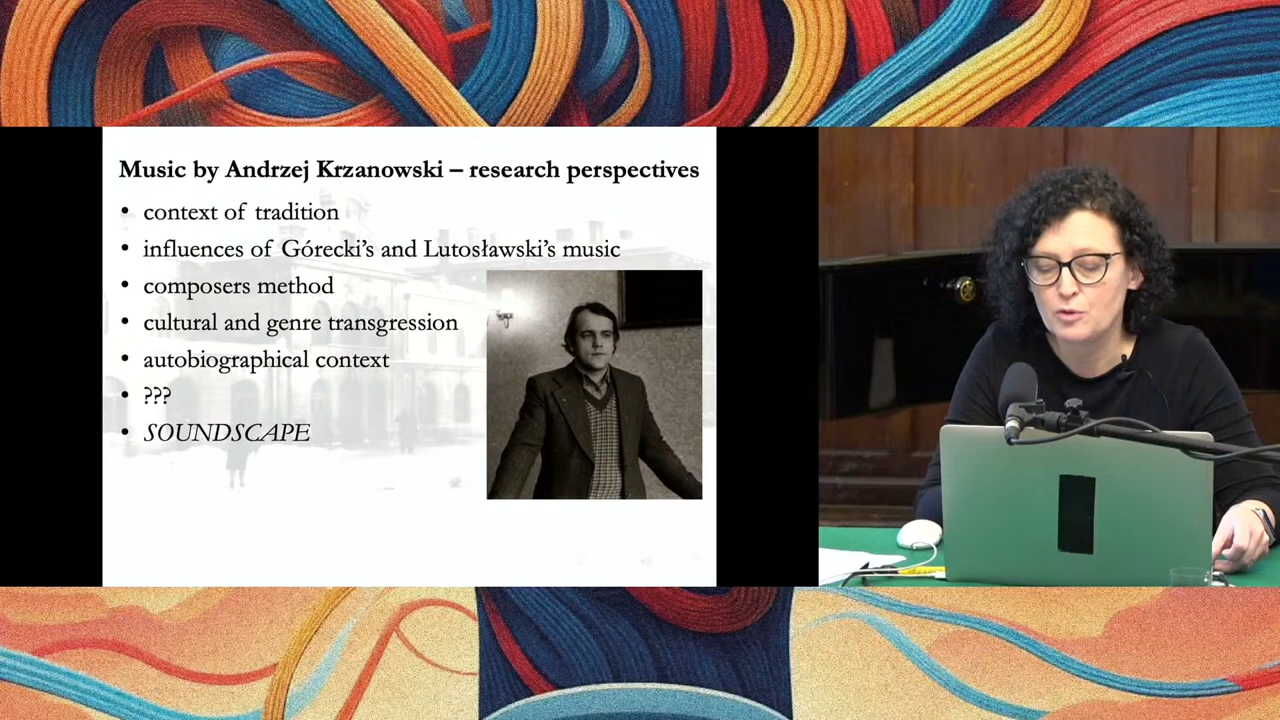 Music by Andrzej Krzanowski – research perspectives
• context of tradition
• influences of Górecki's and Lutosławski's music
• composers method
• cultural and genre transgression
• autobiographical context
• ???
• SOUNDSCAPE